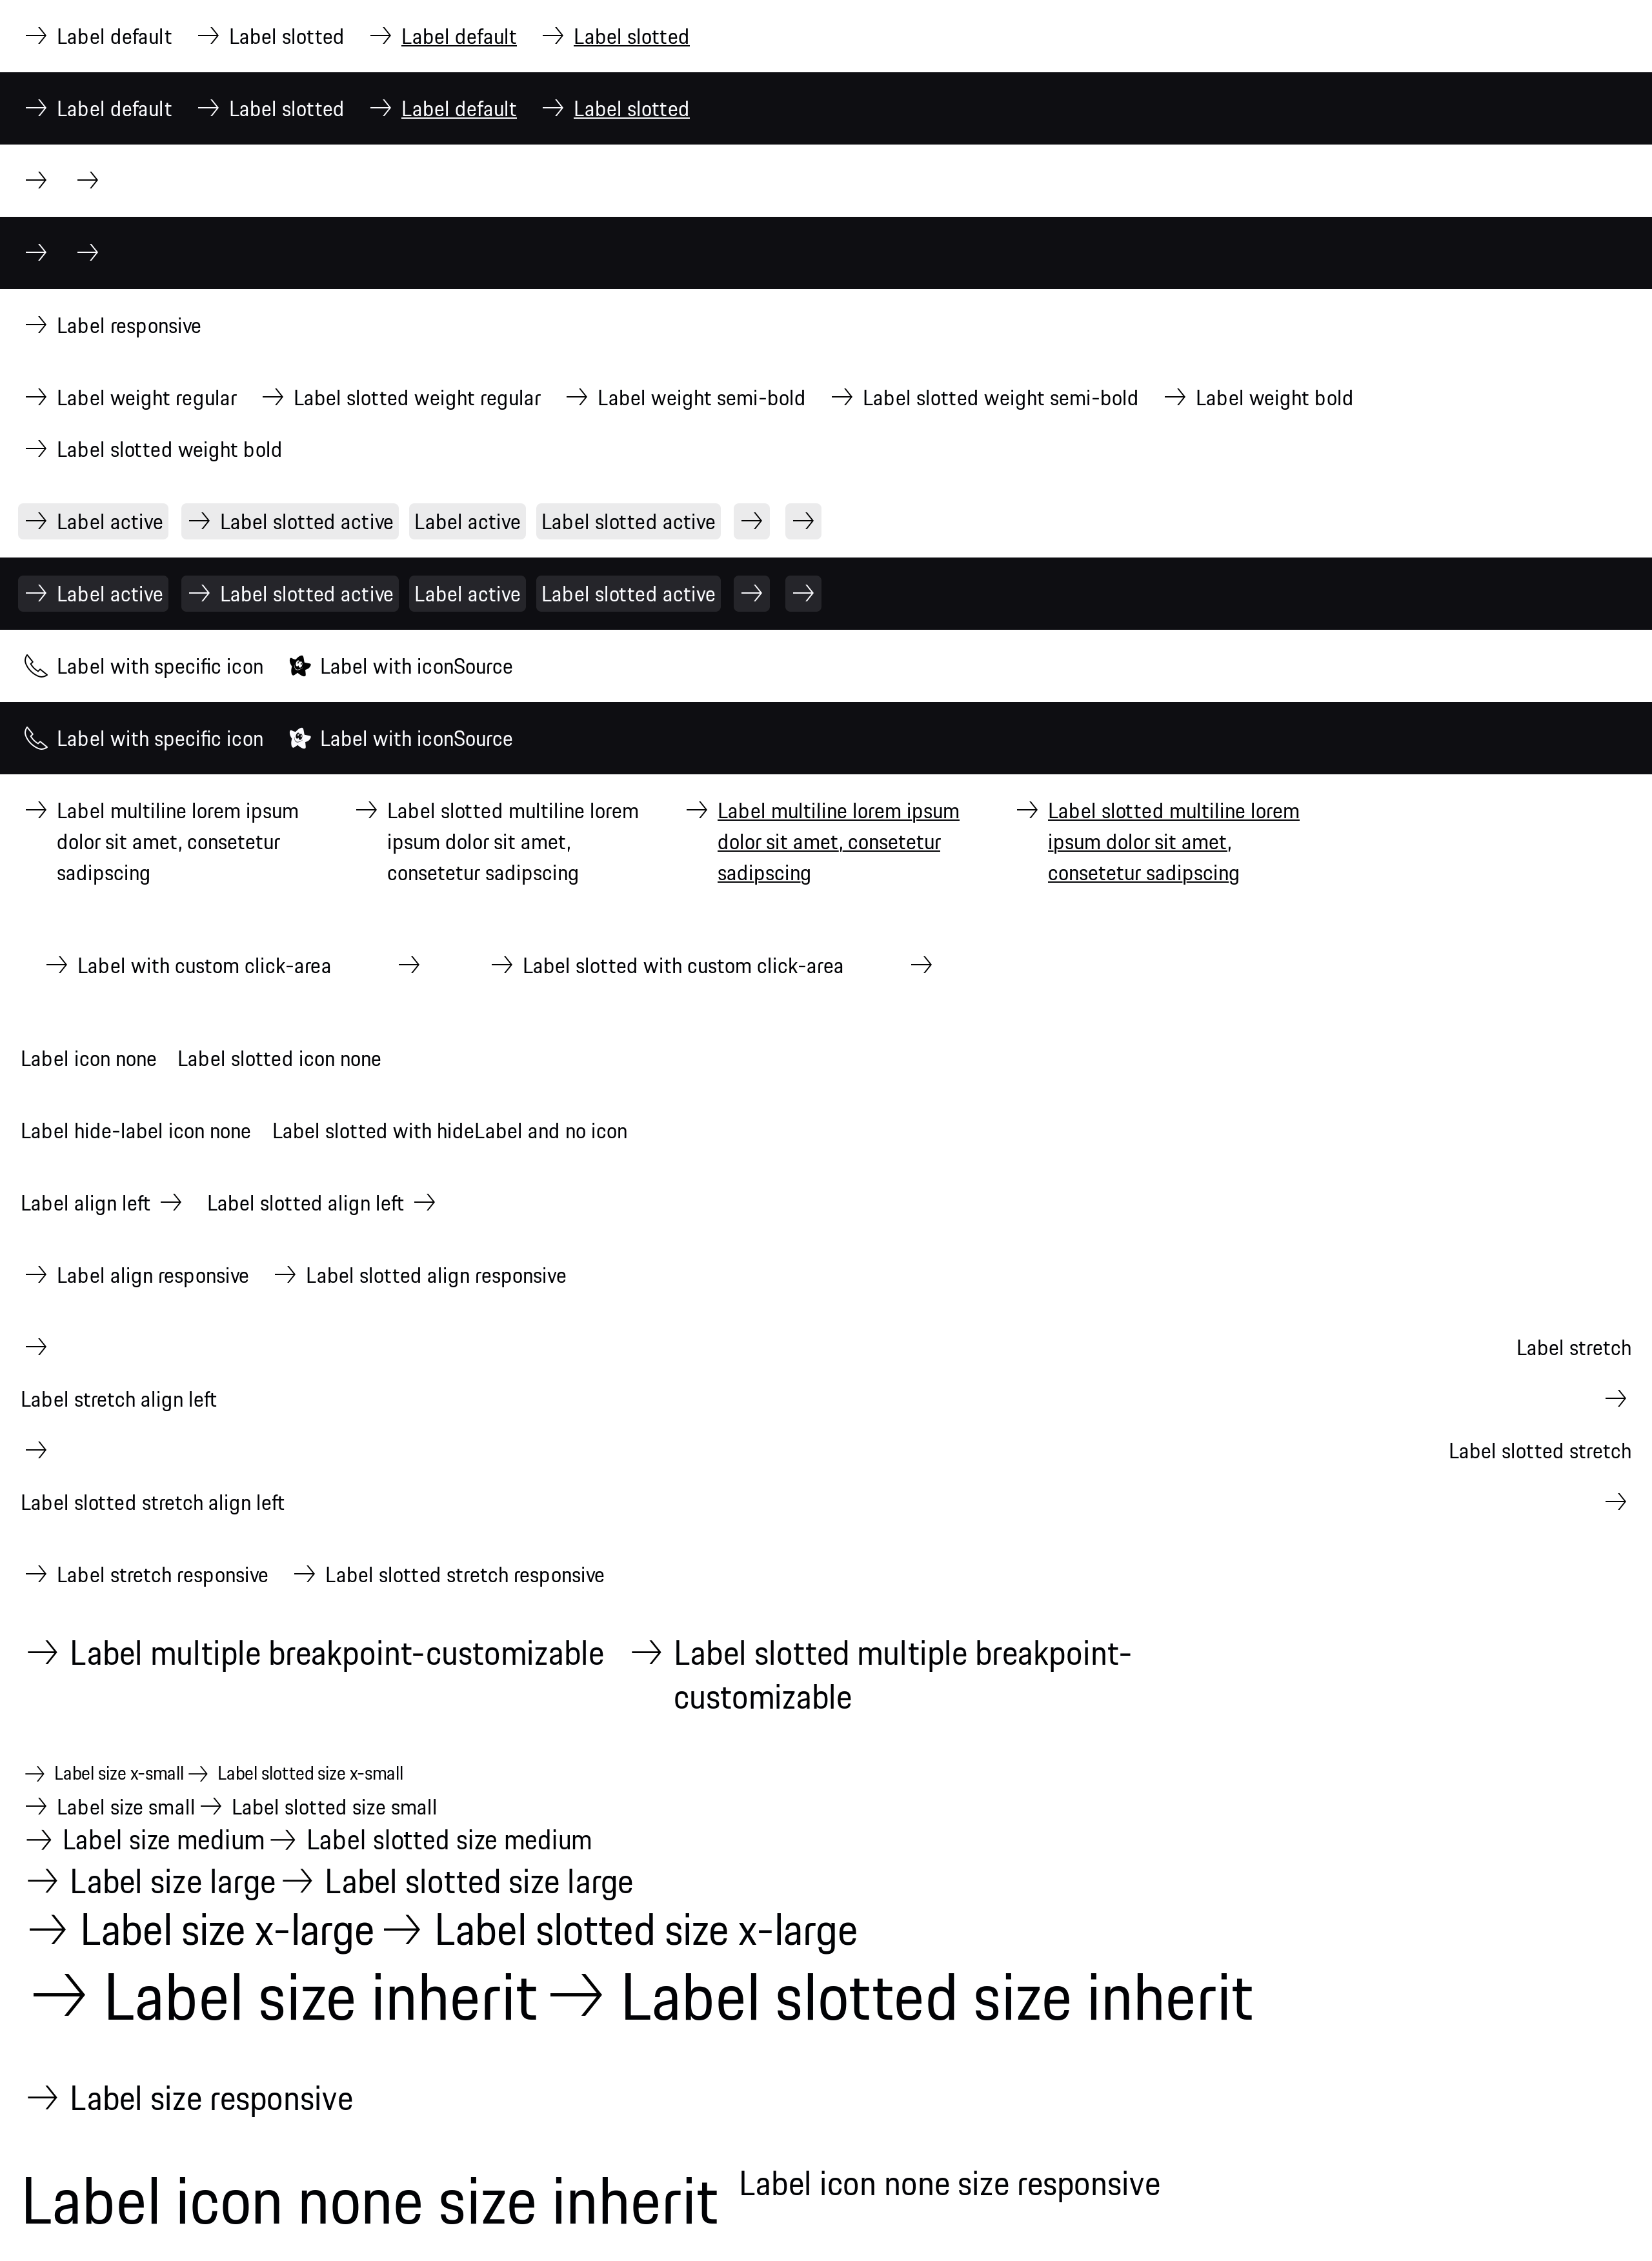 Label default Label slotted Label default Label slotted
Label default Label slotted Label default Label slotted
Label responsive
Label weight regular Label slotted weight regular Label weight semi-bold Label slotted weight semi-bold Label weight bold
Label slotted weight bold
Label active Label slotted active Label active Label slotted active
Label active Label slotted active Label active Label slotted active
Label with specific icon Label with iconSource
Label with specific icon Label with iconSource
Label multiline lorem ipsum
dolor sit amet, consetetur
sadipscing
Label slotted multiline lorem
ipsum dolor sit amet,
consetetur sadipscing
Label multiline lorem ipsum
dolor sit amet, consetetur
sadipscing
Label slotted multiline lorem
ipsum dolor sit amet,
consetetur sadipscing
Label with custom click-area Label slotted with custom click-area
Label icon none Label slotted icon none
Label hide-label icon none Label slotted with hideLabel and no icon
Label align left Label slotted align left
Label align responsive Label slotted align responsive
Label stretch
Label stretch align left
Label slotted stretch
Label slotted stretch align left
Label stretch responsive Label slotted stretch responsive
Label multiple breakpoint-customizable
Label slotted multiple breakpoint-
customizable
Label size x-small Label slotted size x-small
Label size small Label slotted size small
Label size medium Label slotted size medium
Label size large Label slotted size large
Label size x-large Label slotted size x-large
Label size inherit Label slotted size inherit
Label size responsive
Label icon none size inherit Label icon none size responsive